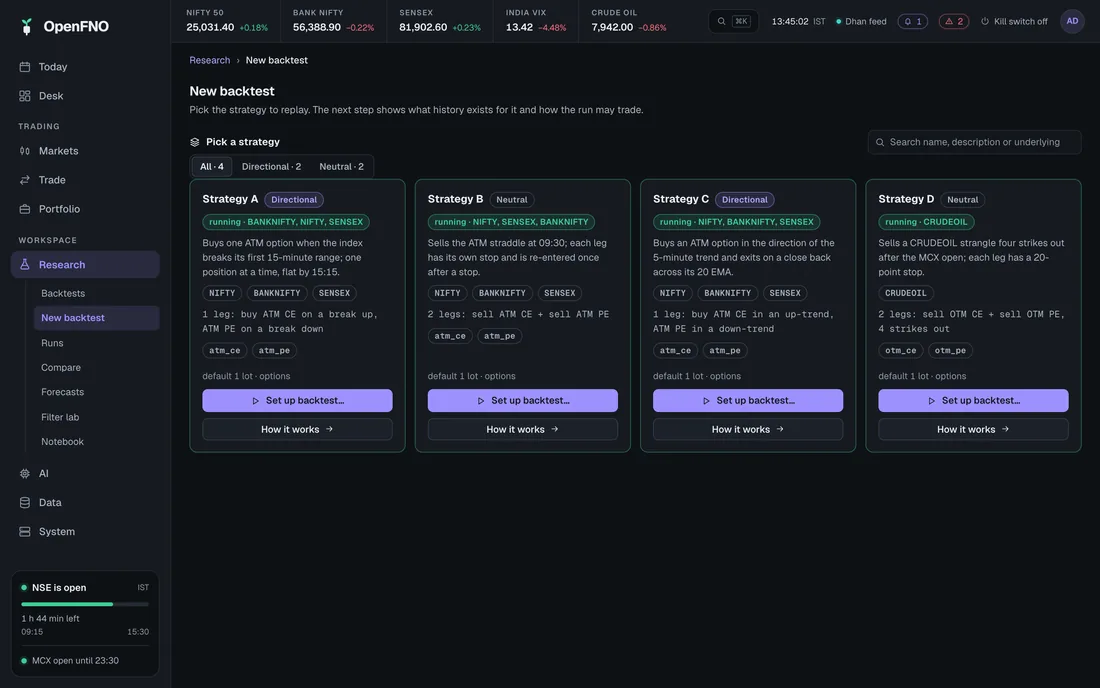 OpenFNO
Today
Desk
TRADING
Markets
Trade
Portfolio
WORKSPACE
Research
Backtests
New backtest
Runs
Compare
Forecasts
Filter lab
Notebook
AI
Data
System
NSE is open IST
1 h 44 min left
09:15 15:30
MCX open until 23:30
NIFTY 50
25,031.40 +0.18%
BANK NIFTY
56,388.90 −0.22%
SENSEX
81,902.60 +0.23%
INDIA VIX
13.42 −4.48%
CRUDE OIL
7,942.00 −0.86%
⌘K
13:45:02 IST
Dhan feed
1
2
Kill switch off
AD
Research › New backtest
New backtest
Pick the strategy to replay. The next step shows what history exists for it and how the run may trade.
Pick a strategy
Search name, description or underlying
All · 4 Directional · 2 Neutral · 2
Strategy A Directional
running · BANKNIFTY, NIFTY, SENSEX
Buys one ATM option when the index
breaks its first 15-minute range; one
position at a time, flat by 15:15.
NIFTY BANKNIFTY SENSEX
1 leg: buy ATM CE on a break up,
ATM PE on a break down
atm_ce atm_pe
default 1 lot · options
Set up backtest…
How it works →
Strategy B Neutral
running · NIFTY, SENSEX, BANKNIFTY
Sells the ATM straddle at 09:30; each leg
has its own stop and is re-entered once
after a stop.
NIFTY BANKNIFTY SENSEX
2 legs: sell ATM CE + sell ATM PE
atm_ce atm_pe
default 1 lot · options
Set up backtest…
How it works →
Strategy C Directional
running · NIFTY, BANKNIFTY, SENSEX
Buys an ATM option in the direction of the
5-minute trend and exits on a close back
across its 20 EMA.
NIFTY BANKNIFTY SENSEX
1 leg: buy ATM CE in an up-trend,
ATM PE in a down-trend
atm_ce atm_pe
default 1 lot · options
Set up backtest…
How it works →
Strategy D Neutral
running · CRUDEOIL
Sells a CRUDEOIL strangle four strikes out
after the MCX open; each leg has a 20-
point stop.
CRUDEOIL
2 legs: sell OTM CE + sell OTM PE,
4 strikes out
otm_ce otm_pe
default 1 lot · options
Set up backtest…
How it works →